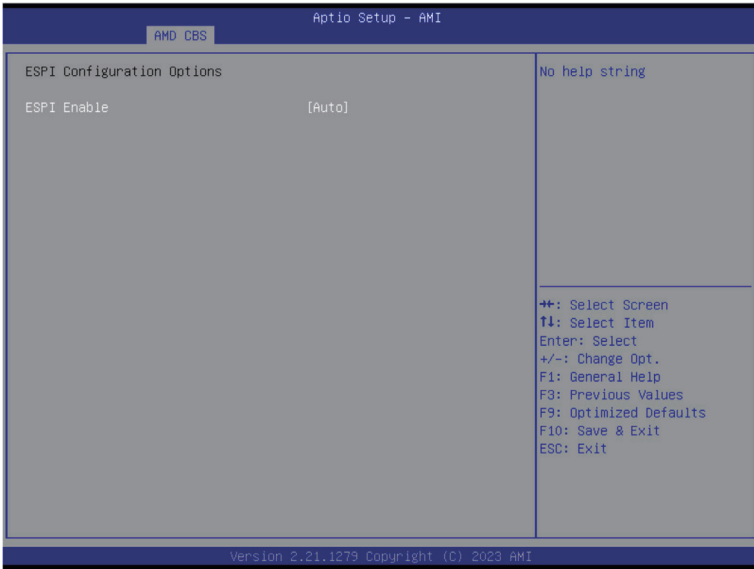 Aptio Setup – AMI
AMD CBS
ESPI Configuration Options
ESPI Enable [Auto]
No help string
→←: Select Screen
↑↓: Select Item
Enter: Select
+/-: Change Opt.
F1: General Help
F3: Previous Values
F9: Optimized Defaults
F10: Save & Exit
ESC: Exit
Version 2.21.1279 Copyright (C) 2023 AMI